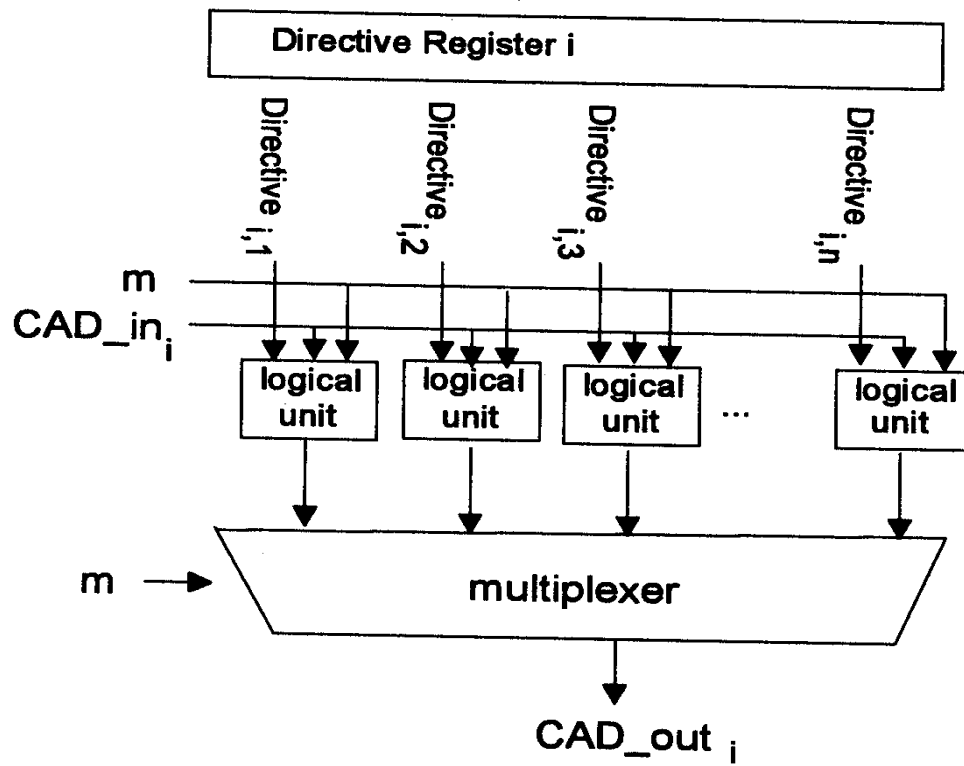 Directive Register i
Directive i,1
Directive i,2
Directive i,3
Directive i,n
m
CAD_in i
logical unit
logical unit
logical unit
...
logical unit
m
multiplexer
CAD_out i